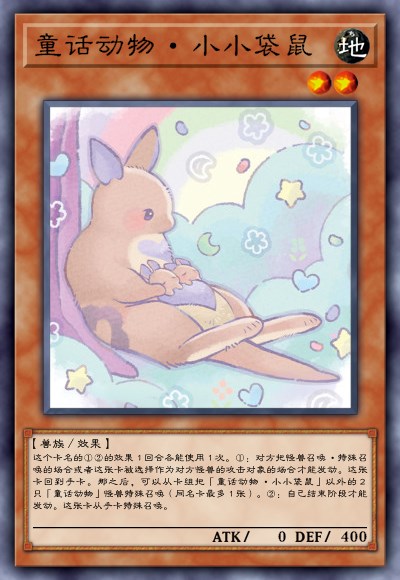 童话动物·小小袋鼠
地
【兽族／效果】
这个卡名的①②的效果1回合各能使用1次。①：对方把怪兽召唤·特殊召
唤的场合或者这张卡被选择作为对方怪兽的攻击对象的场合才能发动。这张
卡回到手卡。那之后，可以从卡组把「童话动物·小小袋鼠」以外的2
只「童话动物」怪兽特殊召唤（同名卡最多1张）。②：自己结束阶段才能
发动。这张卡从手卡特殊召唤。
ATK/ 0 DEF/ 400